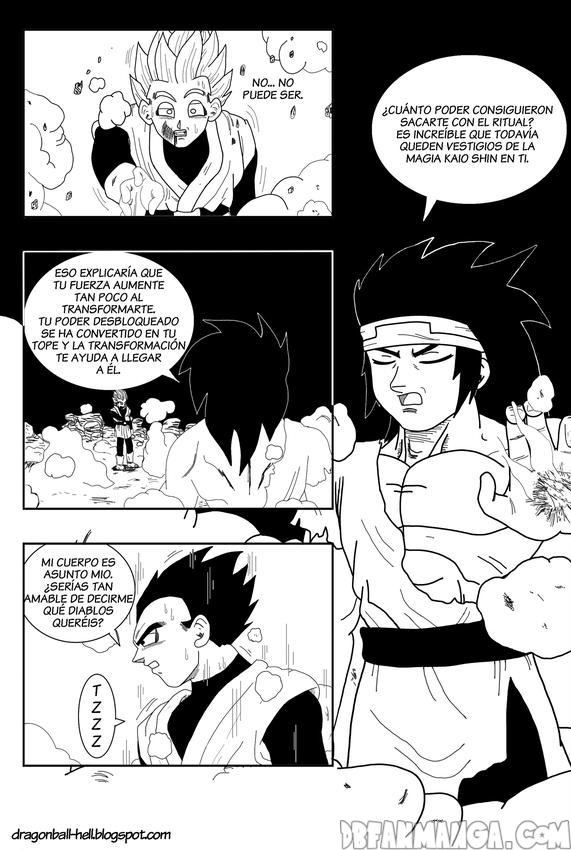 NO... NO
PUEDE SER.
¿CUÁNTO PODER CONSIGUIERON
SACARTE CON EL RITUAL?
ES INCREÍBLE QUE TODAVÍA
QUEDEN VESTIGIOS DE LA
MAGIA KAIO SHIN EN TI.
ESO EXPLICARÍA QUE
TU FUERZA AUMENTE
TAN POCO AL
TRANSFORMARTE.
TU PODER DESBLOQUEADO
SE HA CONVERTIDO EN TU
TOPE Y LA TRANSFORMACIÓN
TE AYUDA A LLEGAR
A ÉL.
MI CUERPO ES
ASUNTO MIO.
¿SERÍAS TAN
AMABLE DE DECIRME
QUÉ DIABLOS
QUERÉIS?
TZZZ
dragonball-hell.blogspot.com
DBFANMANGA.COM